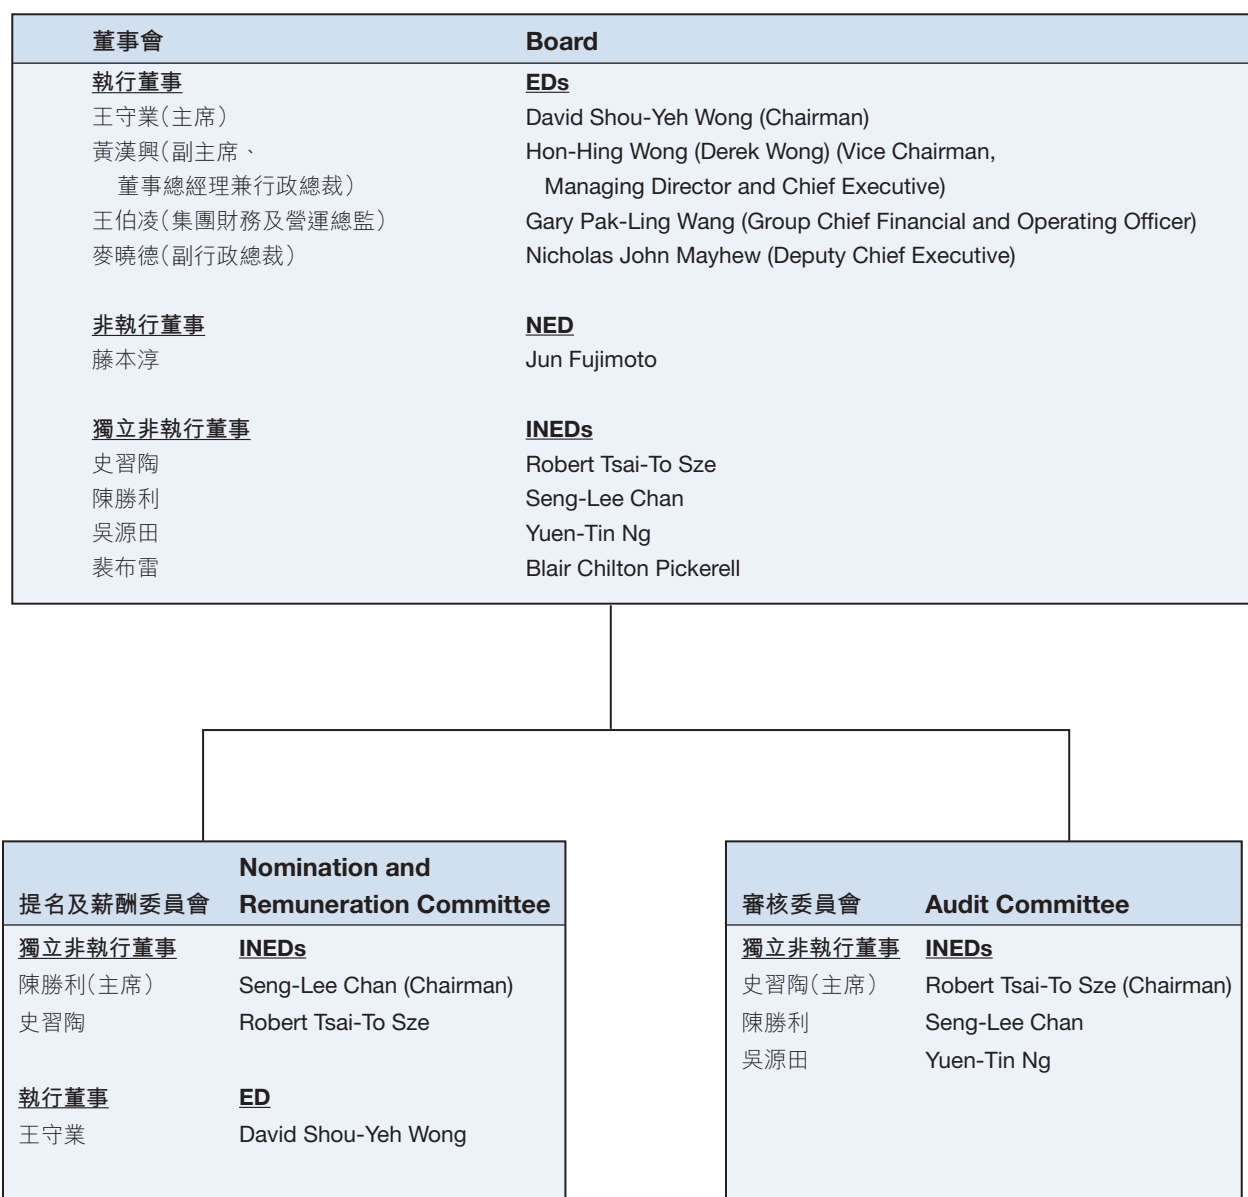 董事會 Board
執行董事 EDs
王守業(主席) David Shou-Yeh Wong (Chairman)
黃漢興(副主席、 Hon-Hing Wong (Derek Wong) (Vice Chairman,
董事總經理兼行政總裁) Managing Director and Chief Executive)
王伯凌(集團財務及營運總監) Gary Pak-Ling Wang (Group Chief Financial and Operating Officer)
麥曉德(副行政總裁) Nicholas John Mayhew (Deputy Chief Executive)
非執行董事 NED
藤本淳 Jun Fujimoto
獨立非執行董事 INEDs
史習陶 Robert Tsai-To Sze
陳勝利 Seng-Lee Chan
吳源田 Yuen-Tin Ng
裴布雷 Blair Chilton Pickerell
Nomination and
提名及薪酬委員會 Remuneration Committee
獨立非執行董事 INEDs
陳勝利(主席) Seng-Lee Chan (Chairman)
史習陶 Robert Tsai-To Sze
執行董事 ED
王守業 David Shou-Yeh Wong
審核委員會 Audit Committee
獨立非執行董事 INEDs
史習陶(主席) Robert Tsai-To Sze (Chairman)
陳勝利 Seng-Lee Chan
吳源田 Yuen-Tin Ng